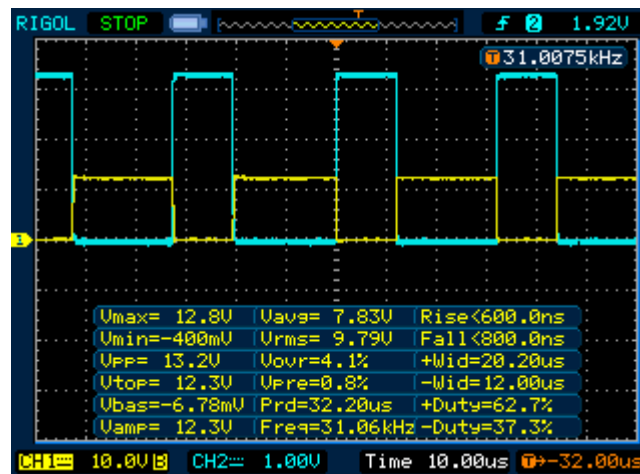 RIGOL STOP T f 2 1.92V
T 31.0075kHz
1
Vmax= 12.8V Vavg= 7.83V Rise<600.0ns
Vmin=-400mV Vrms= 9.79V Fall<800.0ns
Vpp= 13.2V Vovr=4.1% +Wid=20.20us
Vtop= 12.3V Vpre=0.8% -Wid=12.00us
Vbas=-6.78mV Prd=32.20us +Duty=62.7%
Vamp= 12.3V Freq=31.06kHz -Duty=37.3%
CH1 10.0V B CH2 1.00V Time 10.00us T→-32.00us